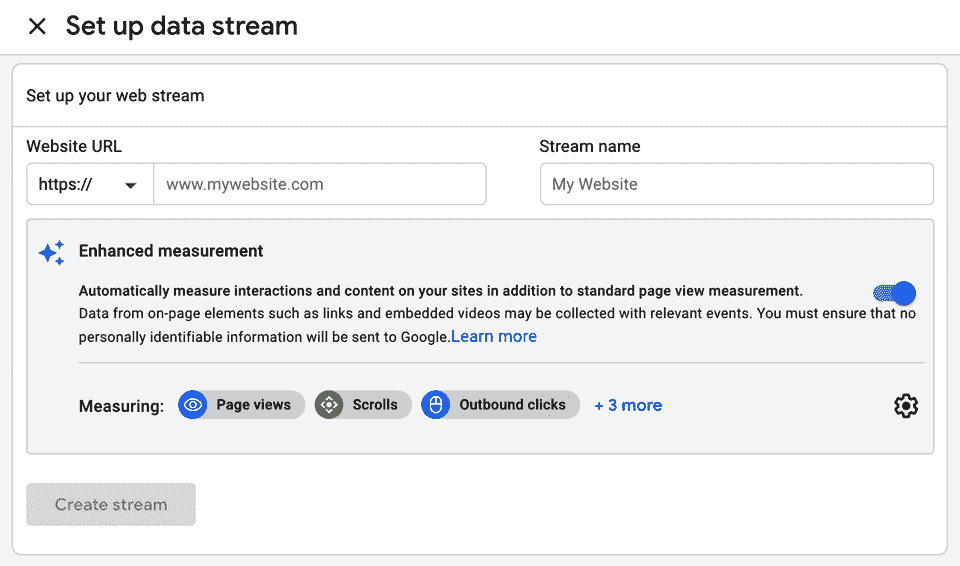 Set up data stream
Set up your web stream
Website URL
Stream name
https://
www.mywebsite.com
My Website
Enhanced measurement
Automatically measure interactions and content on your sites in addition to standard page view measurement.
Data from on-page elements such as links and embedded videos may be collected with relevant events. You must ensure that no
personally identifiable information will be sent to Google.Learn more
Measuring: Page views Scrolls Outbound clicks + 3 more
Create stream